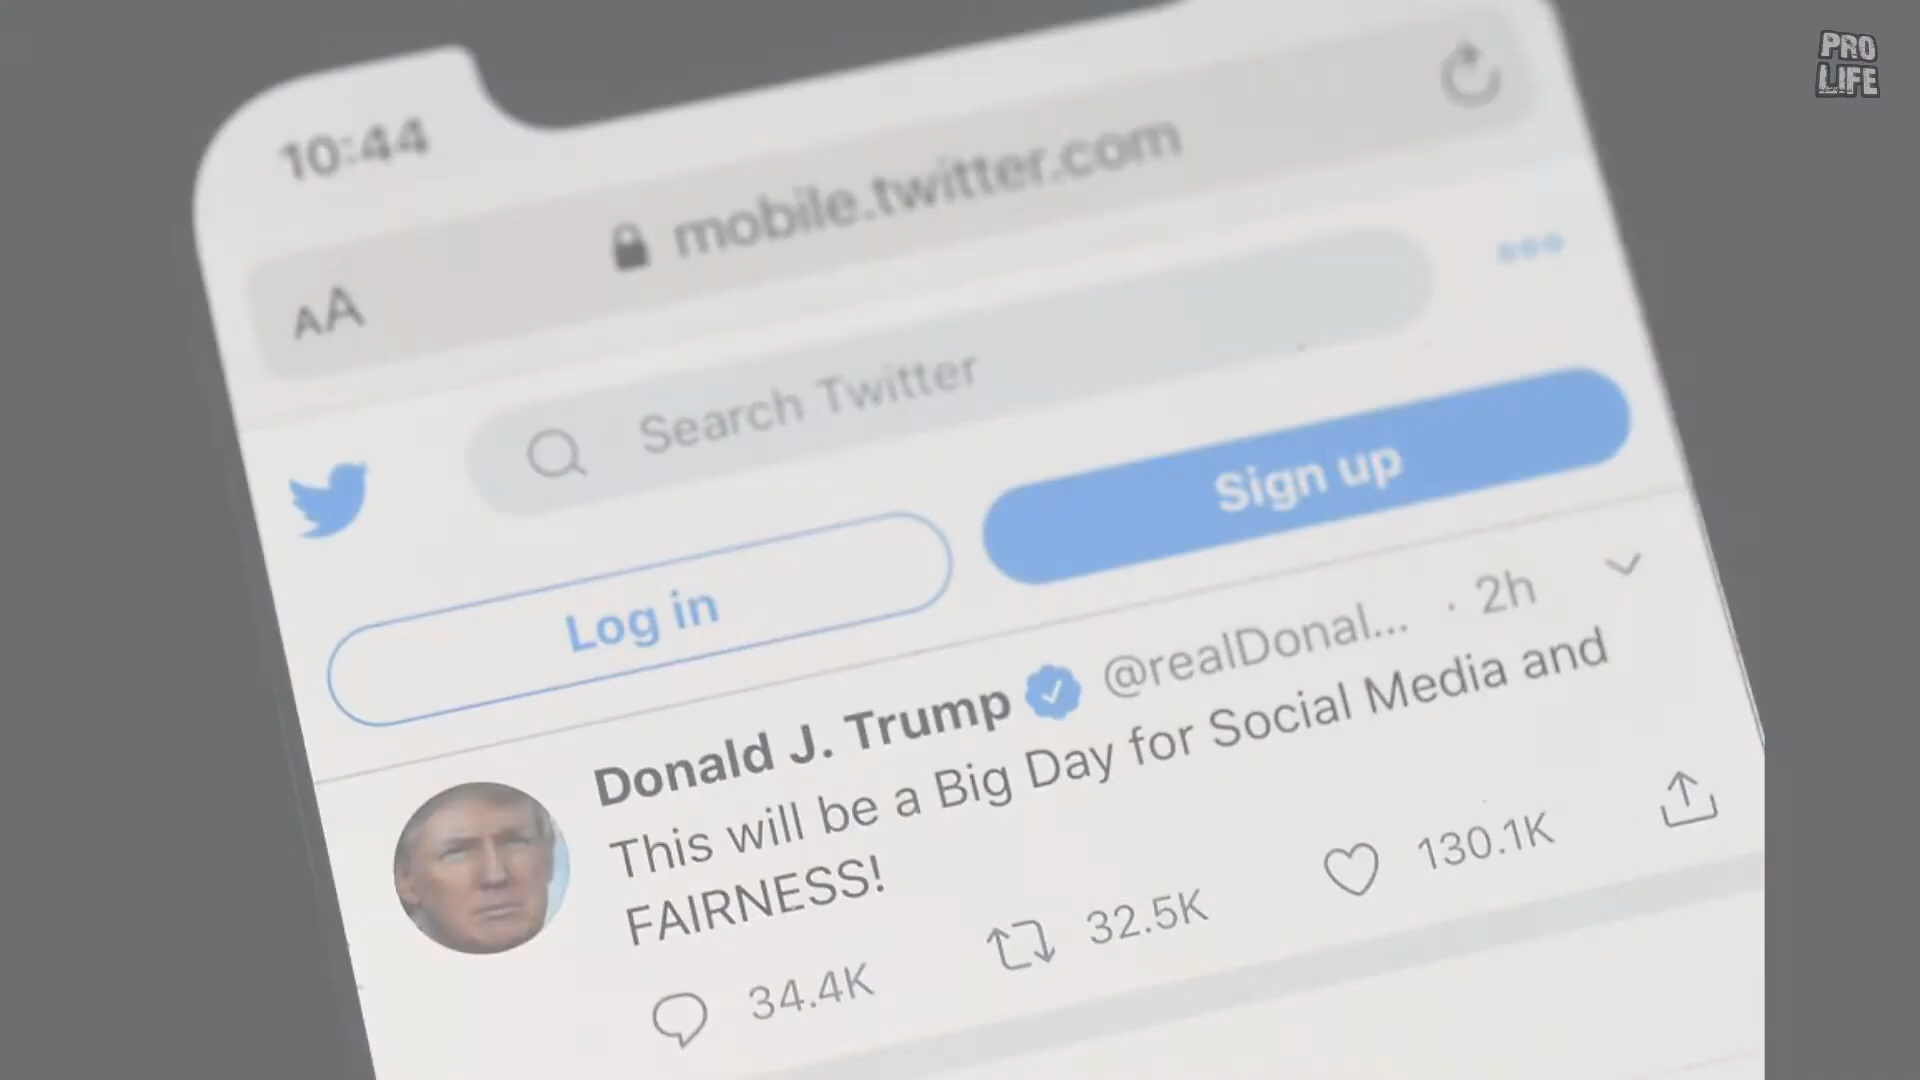 PRO
LIFE
10:44
AA
mobile.twitter.com
Search Twitter
Log in
Sign up
Donald J. Trump @realDonal... · 2h
This will be a Big Day for Social Media and
FAIRNESS!
34.4K
32.5K
130.1K